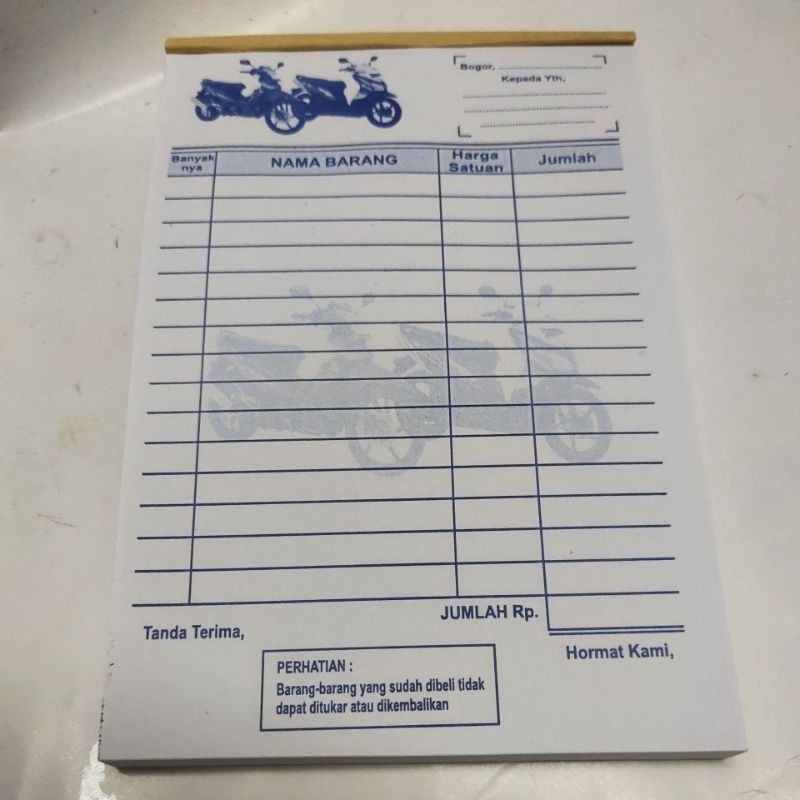 Bogor, ..............................
Kepada Yth,
Banyak nya
NAMA BARANG
Harga Satuan
Jumlah
JUMLAH Rp.
Tanda Terima,
Hormat Kami,
PERHATIAN :
Barang-barang yang sudah dibeli tidak
dapat ditukar atau dikembalikan